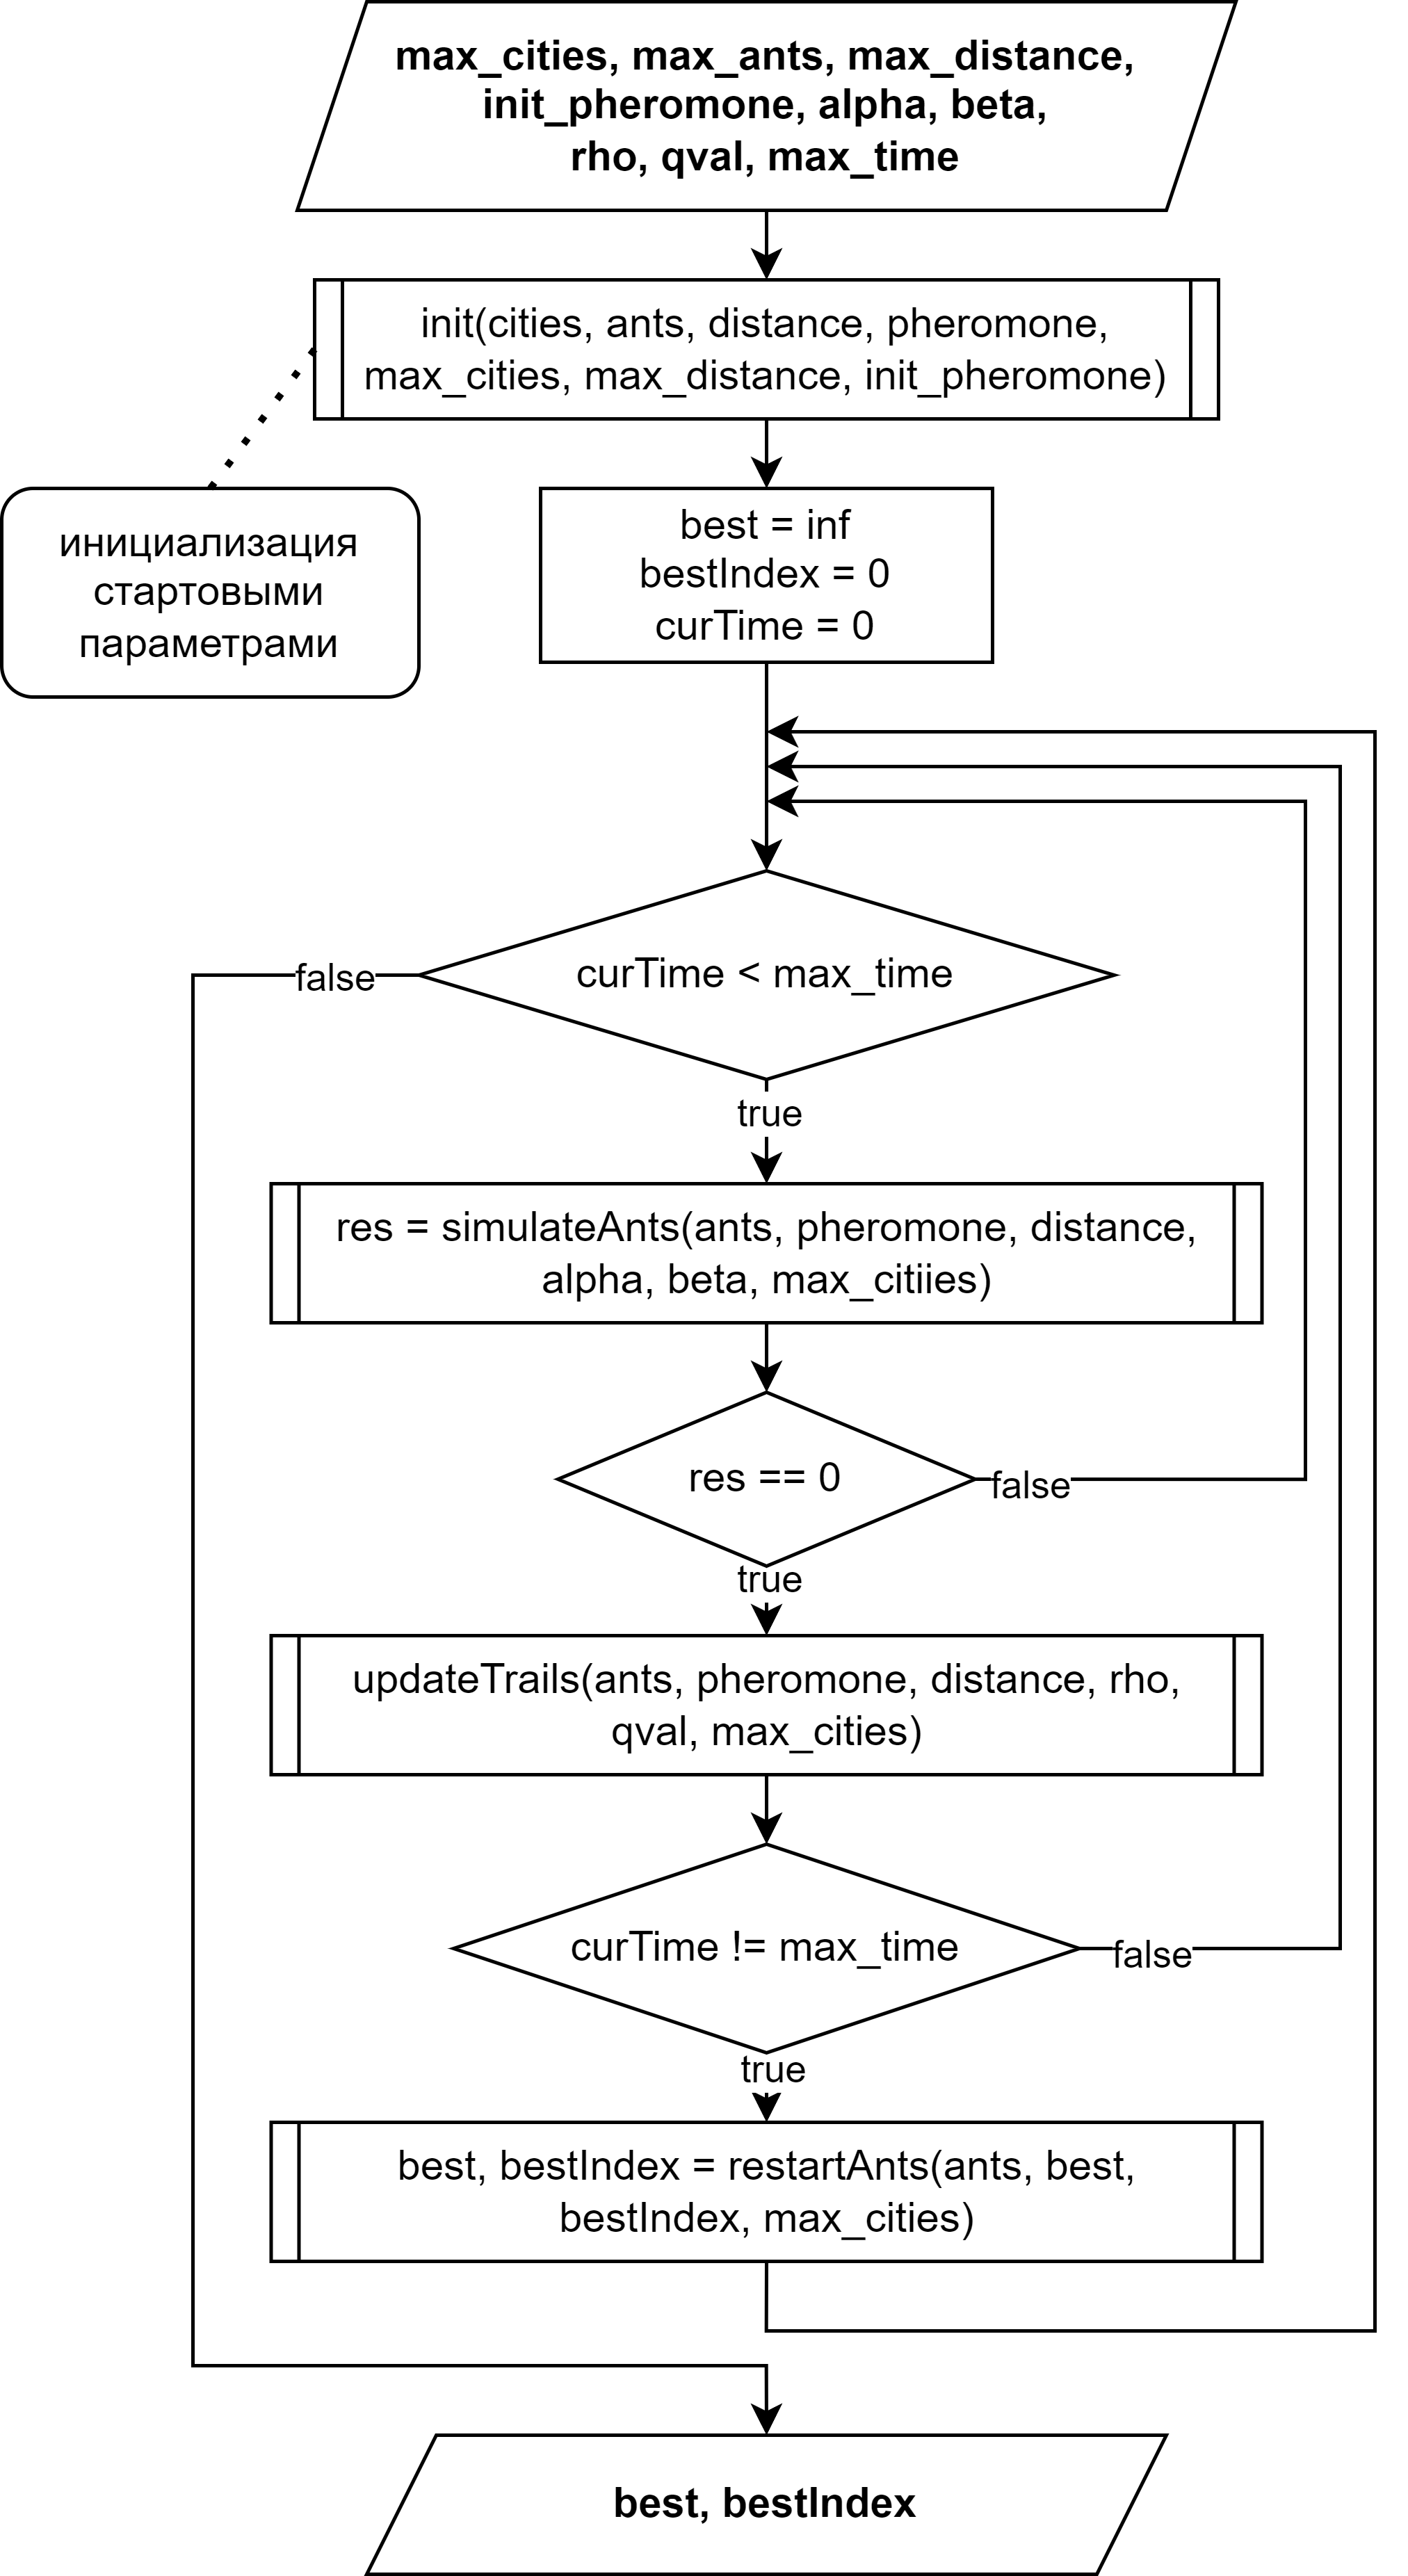 max_cities, max_ants, max_distance,
init_pheromone, alpha, beta,
rho, qval, max_time
init(cities, ants, distance, pheromone,
max_cities, max_distance, init_pheromone)
инициализация
стартовыми
параметрами
best = inf
bestIndex = 0
curTime = 0
curTime < max_time
false
true
res = simulateAnts(ants, pheromone, distance,
alpha, beta, max_citiies)
res == 0
false
true
updateTrails(ants, pheromone, distance, rho,
qval, max_cities)
curTime != max_time
false
true
best, bestIndex = restartAnts(ants, best,
bestIndex, max_cities)
best, bestIndex